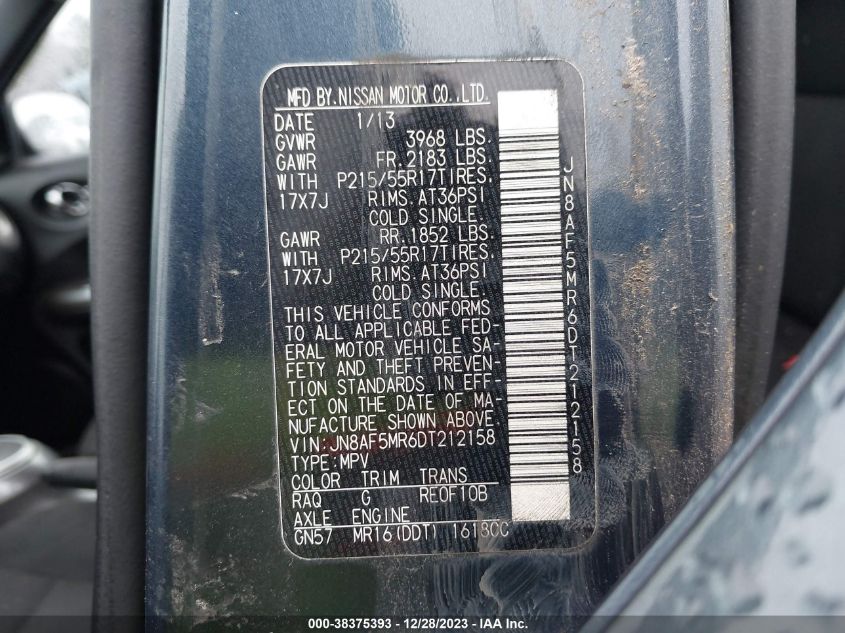 MFD BY.NISSAN MOTOR CO.,LTD.
DATE 1/13
GVWR 3968 LBS.
GAWR FR.2183 LBS.
WITH P215/55R17TIRES.
17X7J RIMS.AT36PSI
COLD SINGLE.
GAWR RR.1852 LBS.
WITH P215/55R17TIRES.
17X7J RIMS.AT36PSI
COLD SINGLE.
THIS VEHICLE CONFORMS
TO ALL APPLICABLE FED-
ERAL MOTOR VEHICLE SA-
FETY AND THEFT PREVEN-
TION STANDARDS IN EFF-
ECT ON THE DATE OF MA-
NUFACTURE SHOWN ABOVE
VIN:JN8AF5MR6DT212158
TYPE:MPV
COLOR TRIM TRANS
RAQ G RE0F10B
AXLE ENGINE
GN57 MR16(DDT) 1618CC
JN8AF5MR6DT212158
000-38375393 - 12/28/2023 - IAAI.COM